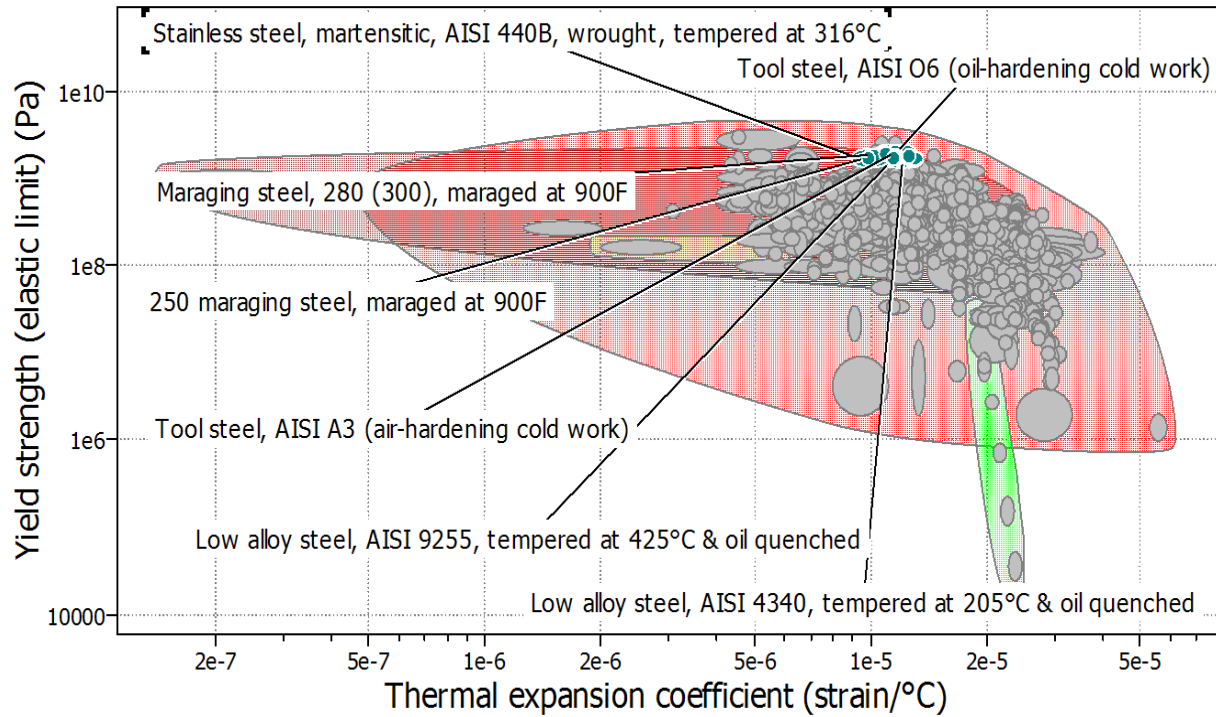 Stainless steel, martensitic, AISI 440B, wrought, tempered at 316°C
Tool steel, AISI O6 (oil-hardening cold work)
1e10
Maraging steel, 280 (300), maraged at 900F
1e8
250 maraging steel, maraged at 900F
Tool steel, AISI A3 (air-hardening cold work)
1e6
Low alloy steel, AISI 9255, tempered at 425°C & oil quenched
Low alloy steel, AISI 4340, tempered at 205°C & oil quenched
10000
Yield strength (elastic limit) (Pa)
2e-7 5e-7 1e-6 2e-6 5e-6 1e-5 2e-5 5e-5
Thermal expansion coefficient (strain/°C)